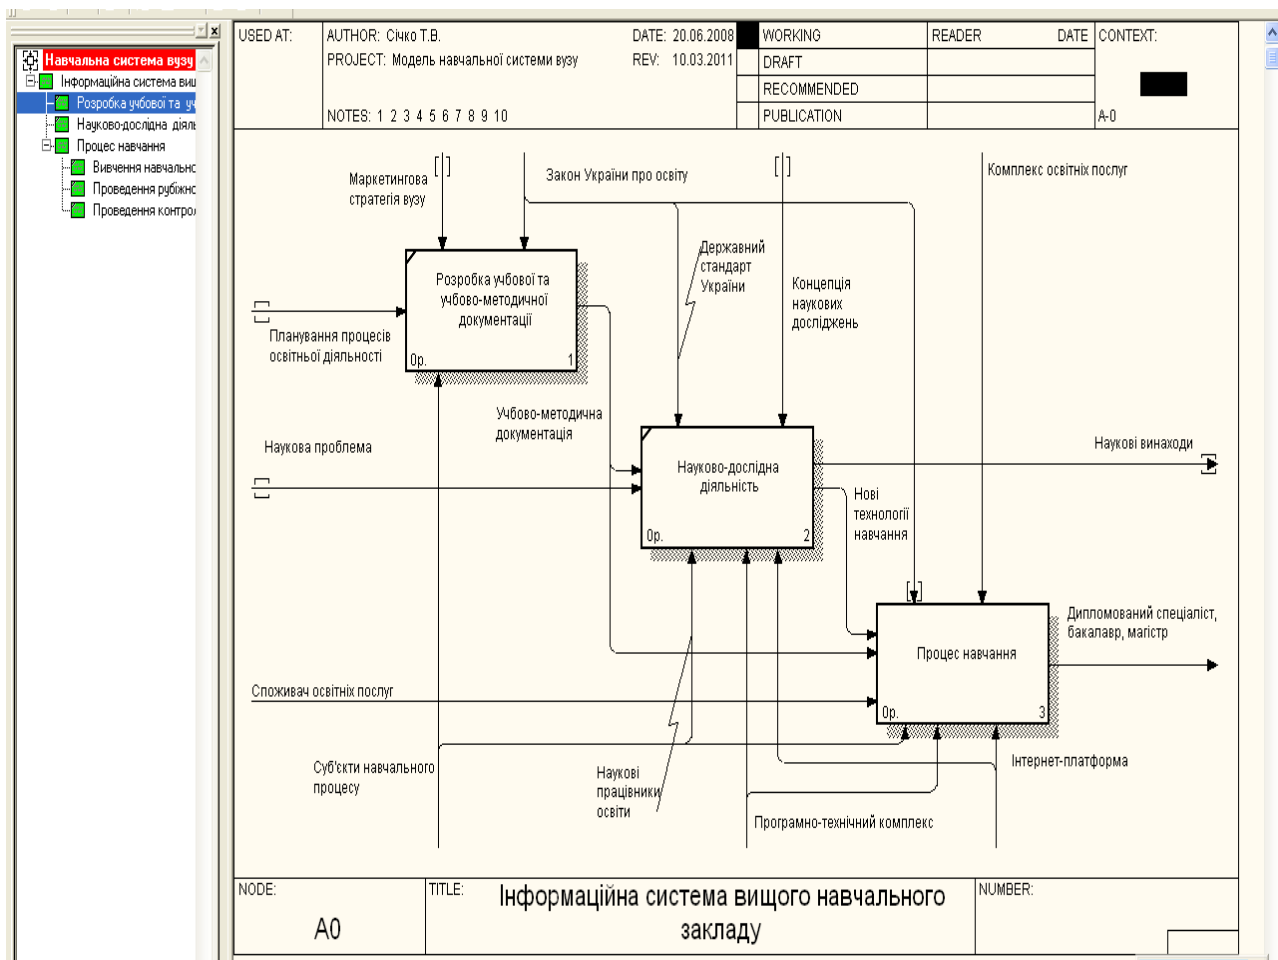 Навчальна система вузу
Інформаційна система вищ
Розробка учбової та уч
Науково-дослідна діяль
Процес навчання
Вивчення навчально
Проведення рубіжно
Проведення контрол
USED AT:
AUTHOR: Січко Т.В.
DATE: 20.06.2008
PROJECT: Модель навчальної системи вузу
REV: 10.03.2011
NOTES: 1 2 3 4 5 6 7 8 9 10
WORKING
DRAFT
RECOMMENDED
PUBLICATION
READER
DATE
CONTEXT:
A-0
Маркетингова
стратегія вузу
Закон України про освіту
Комплекс освітніх послуг
Державний
стандарт
України
Концепція
наукових
досліджень
Розробка учбової та
учбово-методичної
документації
0р.
1
Планування процесів
освітньої діяльності
Учбово-методична
документація
Наукова проблема
Науково-дослідна
діяльність
0р.
2
Наукові винаходи
Нові
технології
навчання
Процес навчання
0р.
3
Дипломований спеціаліст,
бакалавр, магістр
Споживач освітніх послуг
Суб'єкти навчального
процесу
Наукові
працівники
освіти
Програмно-технічний комплекс
Інтернет-платформа
NODE:
A0
TITLE:
Інформаційна система вищого навчального
закладу
NUMBER: